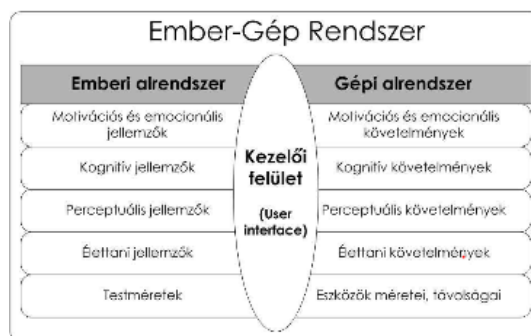 Ember-Gép Rendszer
Emberi alrendszer
Gépi alrendszer
Motivációs és emocionális
jellemzők
Kognitív jellemzők
Perceptuális jellemzők
Élettani jellemzők
Testméretek
Kezelői
felület
(User
interface)
Motivációs és emocionális
követelmények
Kognitív követelmények
Perceptuális követelmények
Élettani követelmények
Eszközök méretei, távolságai